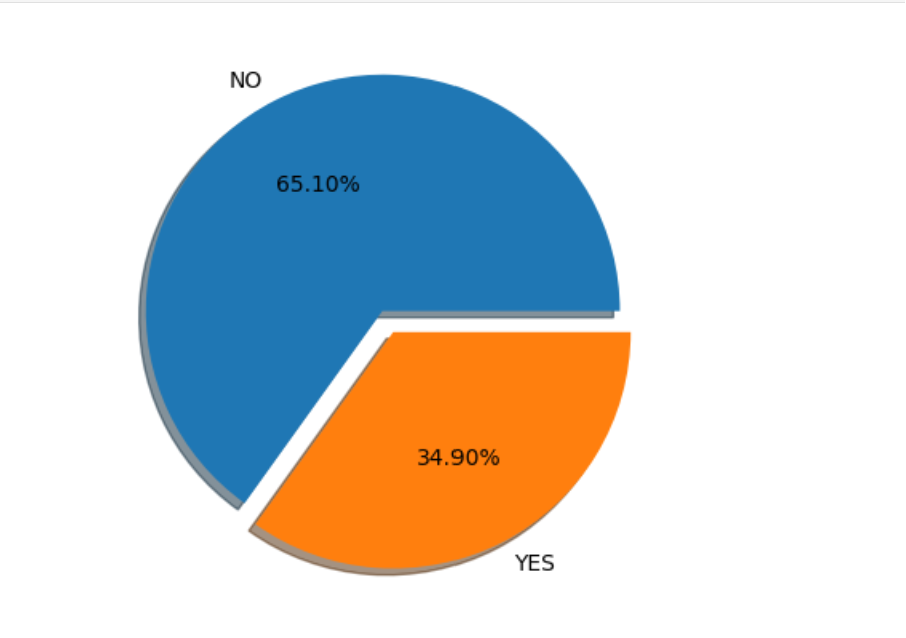 NO
65.10%
34.90%
YES